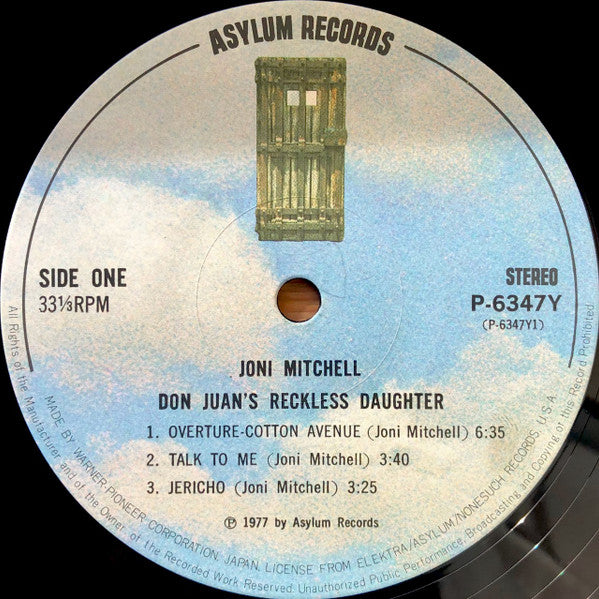 ASYLUM RECORDS
SIDE ONE
33⅓RPM
STEREO
P-6347Y
(P-6347Y1)
JONI MITCHELL
DON JUAN'S RECKLESS DAUGHTER
1. OVERTURE-COTTON AVENUE (Joni Mitchell) 6:35
2. TALK TO ME (Joni Mitchell) 3:40
3. JERICHO (Joni Mitchell) 3:25
Ⓟ 1977 by Asylum Records
MADE BY WARNER-PIONEER CORPORATION, JAPAN. LICENSE FROM ELEKTRA/ASYLUM/NONESUCH RECORDS, U.S.A.
All Rights of the Manufacturer and of the Owner of the Recorded Work Reserved. Unauthorized Public Performance, Broadcasting and Copying of this Record Prohibited